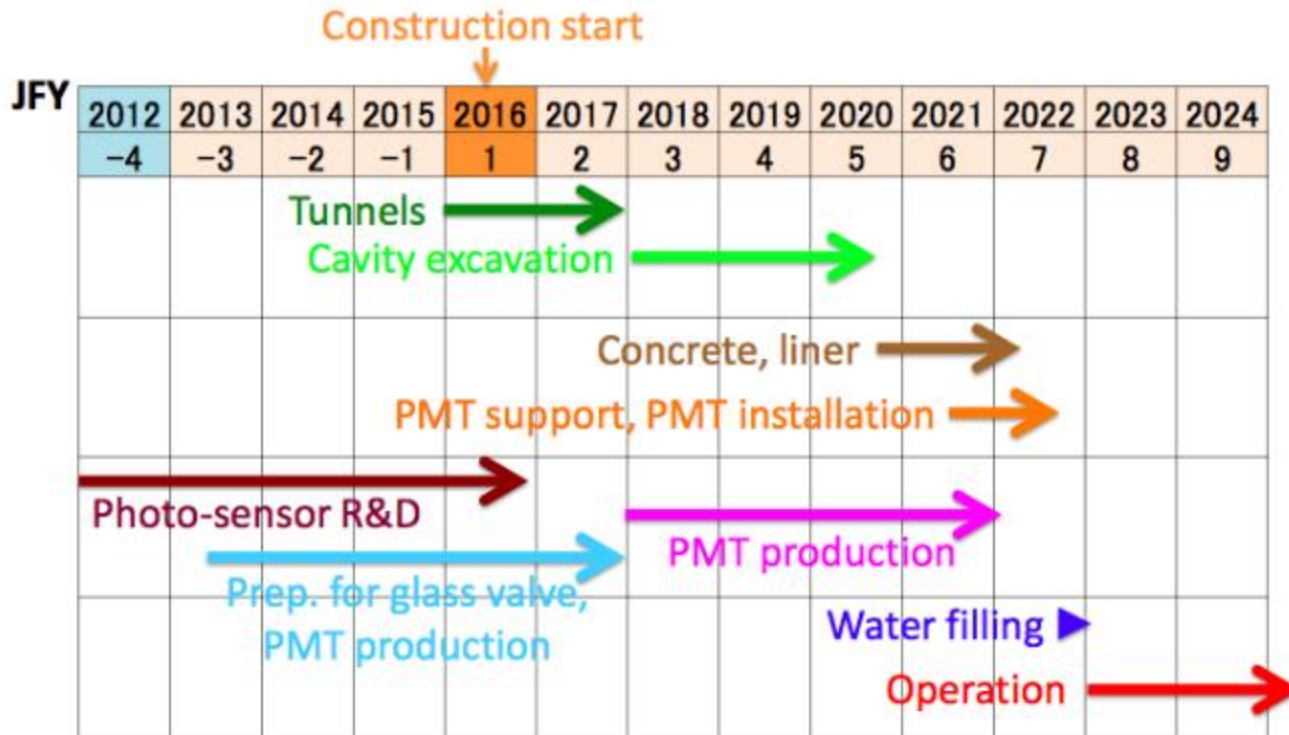 Construction start
JFY
2012 2013 2014 2015 2016 2017 2018 2019 2020 2021 2022 2023 2024
-4 -3 -2 -1 1 2 3 4 5 6 7 8 9
Tunnels
Cavity excavation
Concrete, liner
PMT support, PMT installation
Photo-sensor R&D
PMT production
Prep. for glass valve,
PMT production
Water filling
Operation